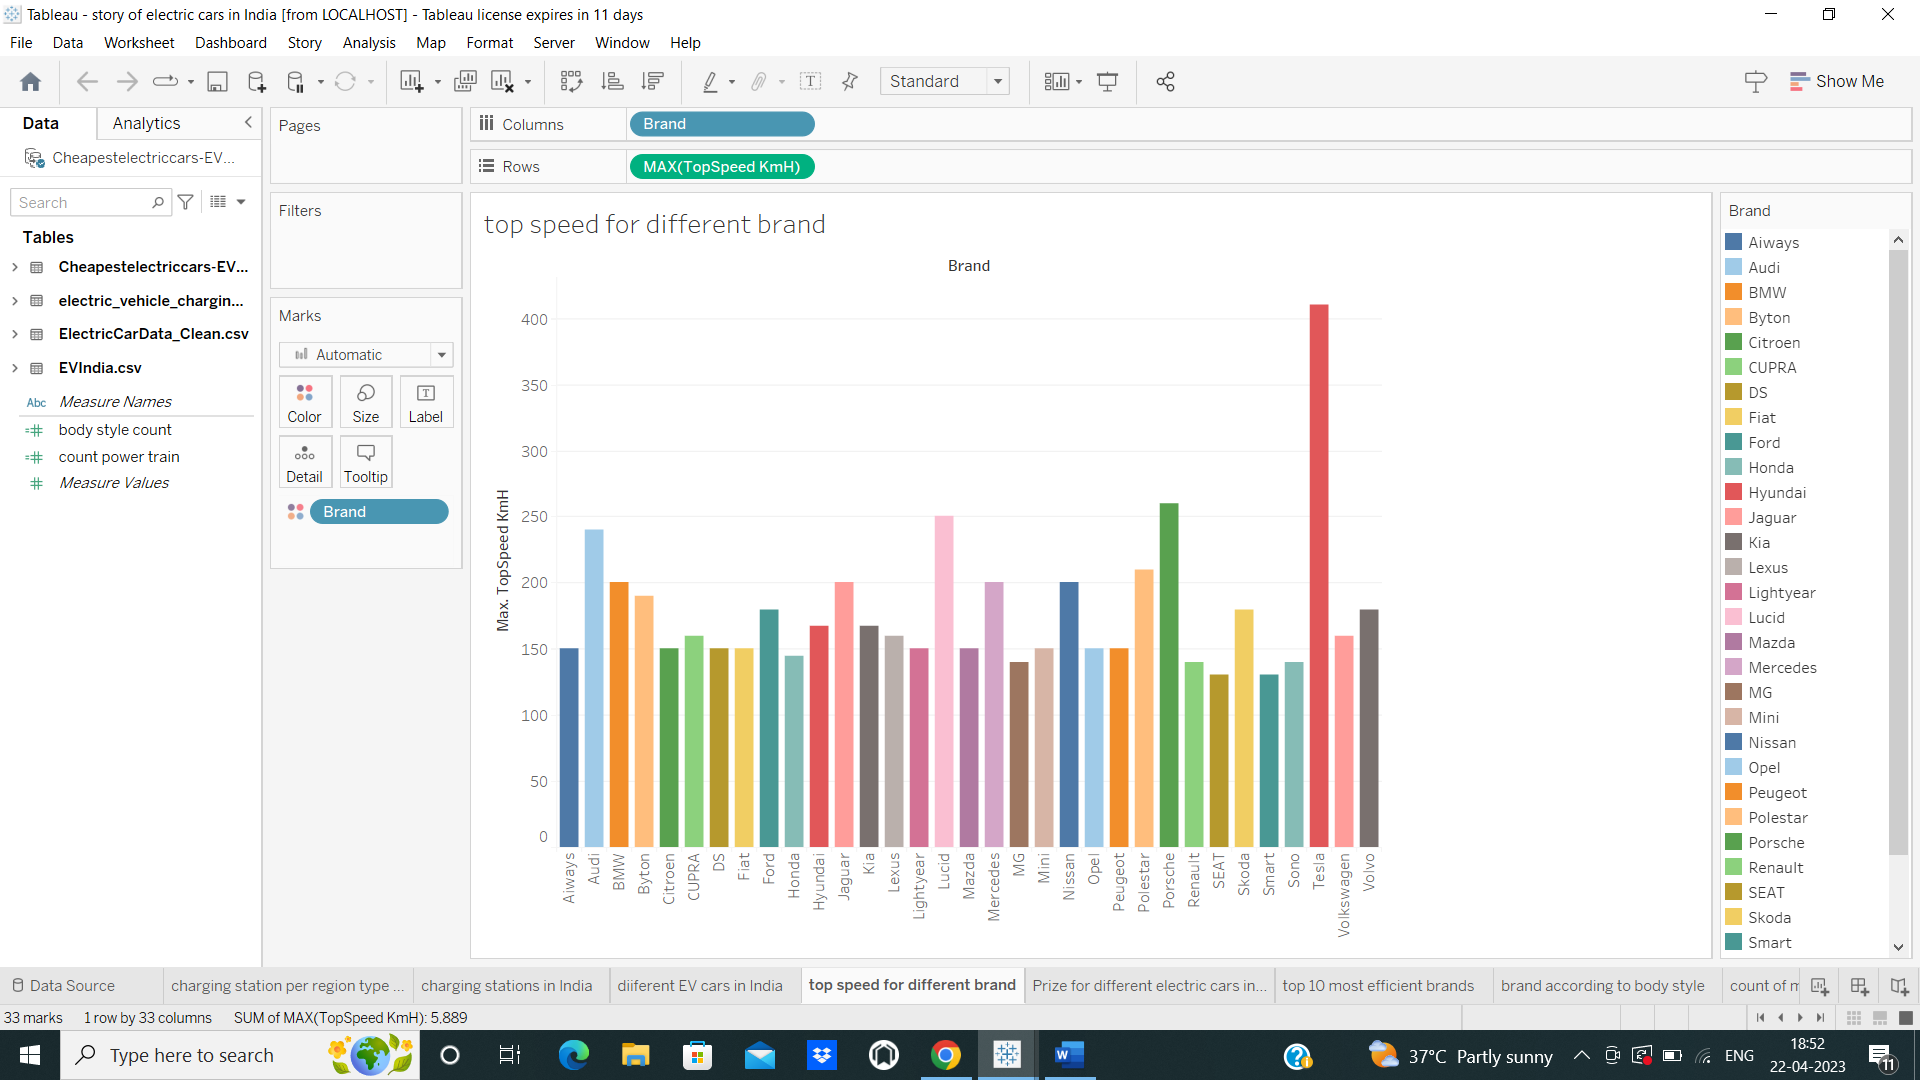 Tableau - story of electric cars in India [from LOCALHOST] - Tableau license expires in 11 days
File Data Worksheet Dashboard Story Analysis Map Format Server Window Help
Standard
Show Me
Data Analytics
Cheapestelectriccars-EV...
Search
Tables
Cheapestelectriccars-EV...
electric_vehicle_chargin...
ElectricCarData_Clean.csv
EVIndia.csv
Abc Measure Names
body style count
count power train
Measure Values
Pages
Filters
Marks
Automatic
Color Size Label
Detail Tooltip
Brand
Columns Brand
Rows MAX(TopSpeed KmH)
top speed for different brand
Brand
Max. TopSpeed KmH
400
350
300
250
200
150
100
50
0
Aiways
Audi
BMW
Byton
Citroen
CUPRA
DS
Fiat
Ford
Honda
Hyundai
Jaguar
Kia
Lexus
Lightyear
Lucid
Mazda
Mercedes
MG
Mini
Nissan
Opel
Peugeot
Polestar
Porsche
Renault
SEAT
Skoda
Smart
Sono
Tesla
Volkswagen
Volvo
Brand
Aiways
Audi
BMW
Byton
Citroen
CUPRA
DS
Fiat
Ford
Honda
Hyundai
Jaguar
Kia
Lexus
Lightyear
Lucid
Mazda
Mercedes
MG
Mini
Nissan
Opel
Peugeot
Polestar
Porsche
Renault
SEAT
Skoda
Smart
Data Source charging station per region type ... charging stations in India diiferent EV cars in India top speed for different brand Prize for different electric cars in... top 10 most efficient brands brand according to body style count of m
33 marks 1 row by 33 columns SUM of MAX(TopSpeed KmH): 5,889
Type here to search
37°C Partly sunny
ENG
18:52
22-04-2023
11